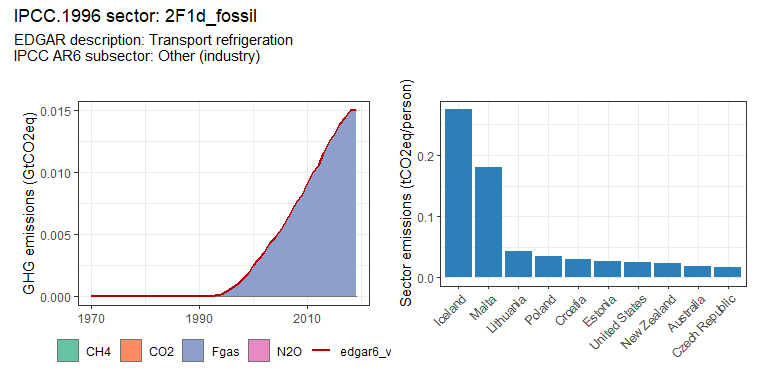 IPCC.1996 sector: 2F1d_fossil
EDGAR description: Transport refrigeration
IPCC AR6 subsector: Other (industry)
GHG emissions (GtCO2eq)
0.015
0.010
0.005
0.000
1970
1990
2010
CH4
CO2
Fgas
N2O
edgar6_v
Sector emissions (tCO2eq/person)
0.2
0.1
0.0
Iceland
Malta
Lithuania
Poland
Croatia
Estonia
United States
New Zealand
Australia
Czech Republic